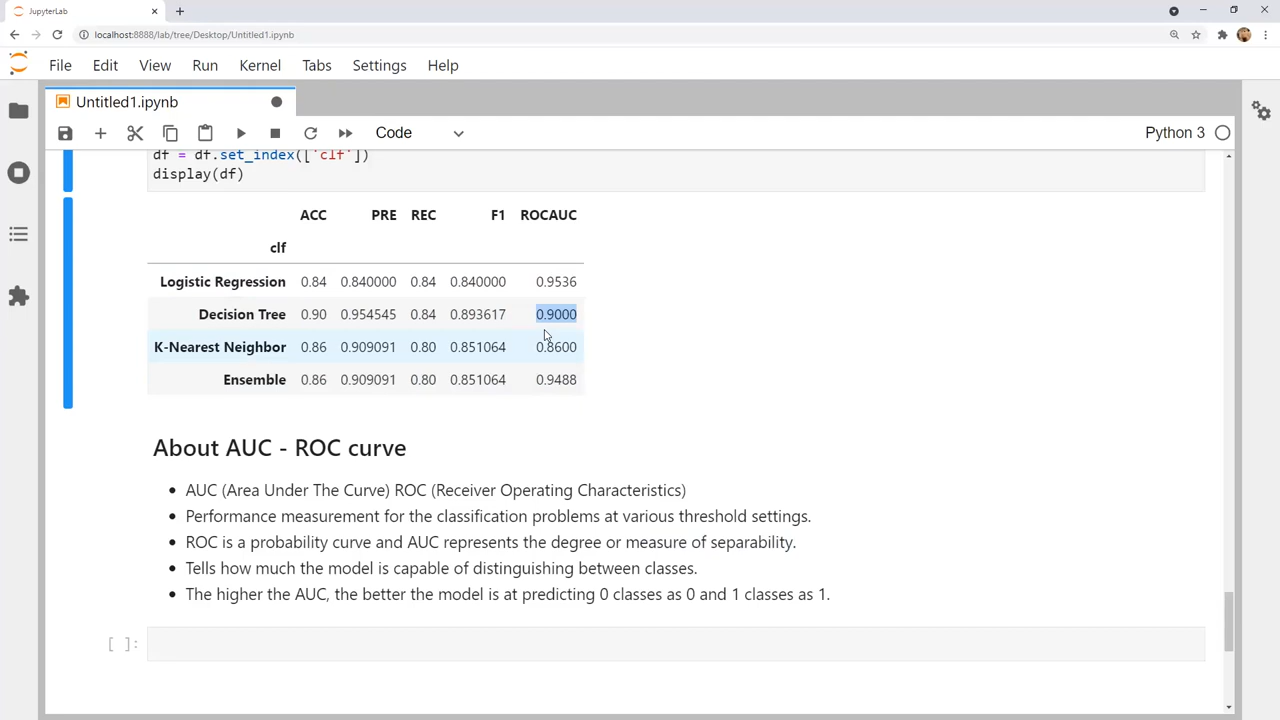 JupyterLab
localhost:8888/lab/tree/Desktop/Untitled1.ipynb
File Edit View Run Kernel Tabs Settings Help
Untitled1.ipynb
Code
Python 3
df = df.set_index(['clf'])
display(df)
ACC PRE REC F1 ROCAUC
clf
Logistic Regression 0.84 0.840000 0.84 0.840000 0.9536
Decision Tree 0.90 0.954545 0.84 0.893617 0.9000
K-Nearest Neighbor 0.86 0.909091 0.80 0.851064 0.8600
Ensemble 0.86 0.909091 0.80 0.851064 0.9488
About AUC - ROC curve
• AUC (Area Under The Curve) ROC (Receiver Operating Characteristics)
• Performance measurement for the classification problems at various threshold settings.
• ROC is a probability curve and AUC represents the degree or measure of separability.
• Tells how much the model is capable of distinguishing between classes.
• The higher the AUC, the better the model is at predicting 0 classes as 0 and 1 classes as 1.
[ ]: